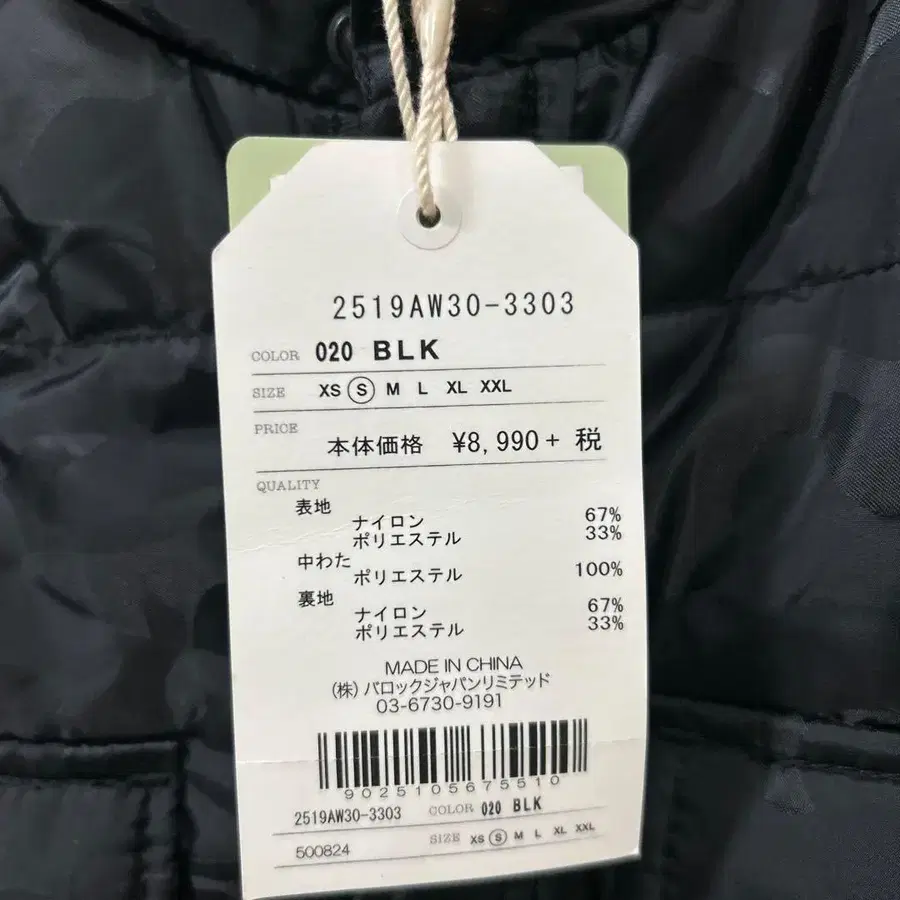 2519AW30-3303
COLOR 020 BLK
SIZE XS S M L XL XXL
PRICE 本体価格 ¥8,990+ 税
QUALITY
表地
ナイロン 67%
ポリエステル 33%
中わた
ポリエステル 100%
裏地
ナイロン 67%
ポリエステル 33%
MADE IN CHINA
(株) バロックジャパンリミテッド
03-6730-9191
9025105675510
2519AW30-3303 COLOR 020 BLK
500824 SIZE XS S M L XL XXL